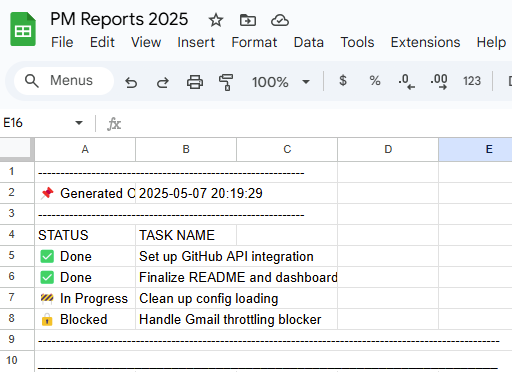 PM Reports 2025
File Edit View Insert Format Data Tools Extensions Help
Menus 100% $ % .0 .00 123
E16 fx
A B C D E
1 ------------------------------------------------------------
2 📌 Generated O 2025-05-07 20:19:29
3 ------------------------------------------------------------
4 STATUS TASK NAME
5 ✅ Done Set up GitHub API integration
6 ✅ Done Finalize README and dashboard
7 🚧 In Progress Clean up config loading
8 🔒 Blocked Handle Gmail throttling blocker
9 ------------------------------------------------------------
10 ____________________________________________________________